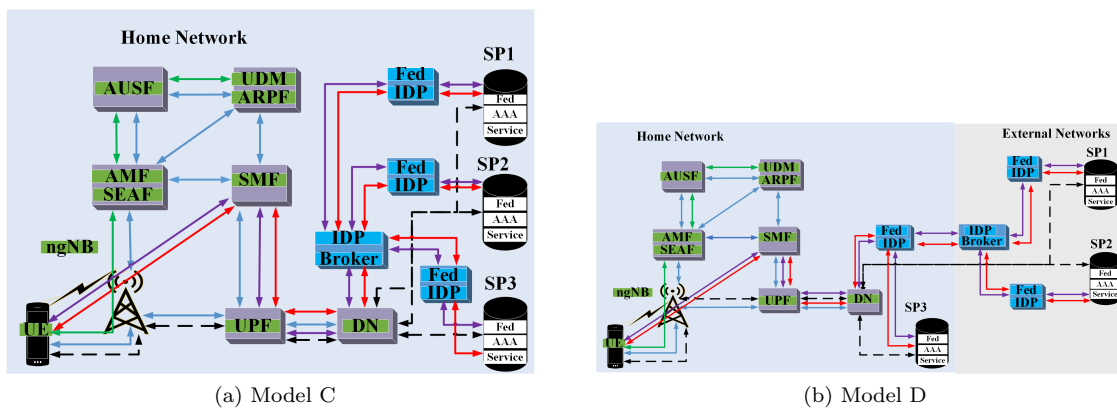 Home Network
SP1
AUSF
UDM
ARPF
Fed
IDP
Fed
AAA
Service
AMF
SEAF
SMF
Fed
IDP
SP2
Fed
AAA
Service
ngNB
IDP
Broker
Fed
IDP
SP3
UE
UPF
DN
Fed
AAA
Service
(a) Model C
Home Network
External Networks
SP1
AUSF
UDM
ARPF
Fed
IDP
Fed
AAA
Service
AMF
SEAF
SMF
Fed
IDP
IDP
Broker
SP2
ngNB
UPF
DN
SP3
Fed
IDP
Fed
AAA
Service
UE
Fed
AAA
Service
(b) Model D